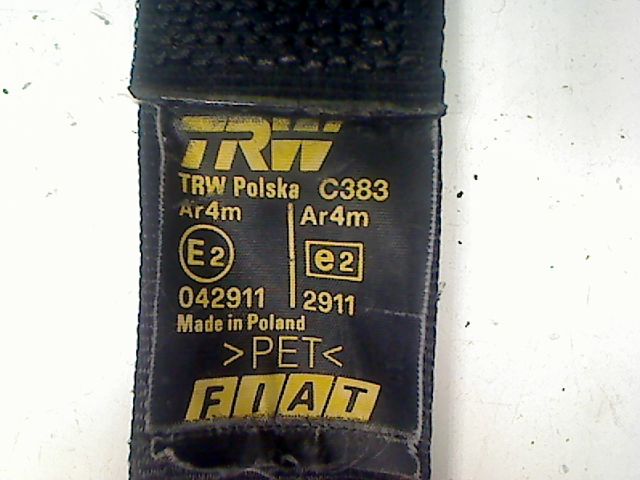 TRW
TRW Polska C383
Ar4m Ar4m
E2 e2
042911 2911
Made in Poland
>PET<
FIAT